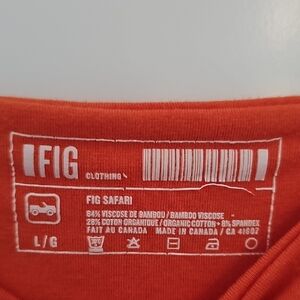 FIG
CLOTHING
FIG SAFARI
64% VISCOSE DE BAMBOU / BAMBOO VISCOSE
28% COTON ORGANIQUE / ORGANIC COTTON - 8% SPANDEX
FAIT AU CANADA MADE IN CANADA / CA 41602
L/G